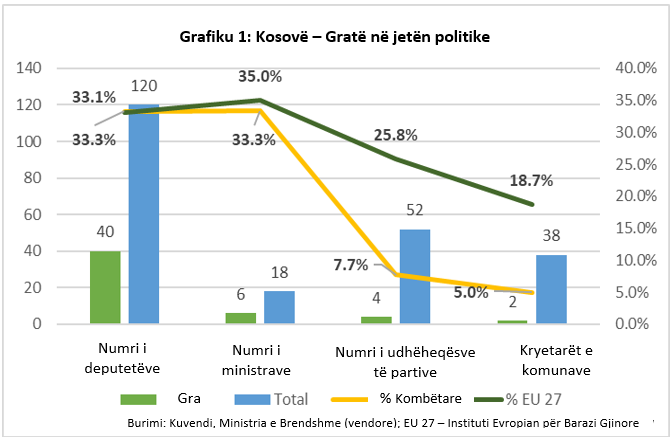 Grafiku 1: Kosovë – Gratë në jetën politike
140
120
100
80
60
40
20
0
40.0%
35.0%
30.0%
25.0%
20.0%
15.0%
10.0%
5.0%
0.0%
33.1%
33.3%
120
40
35.0%
33.3%
6
18
25.8%
7.7%
4
52
18.7%
5.0%
2
38
Numri i
deputetëve
Numri i
ministrave
Numri i udhëheqësve
të partive
Kryetarët e
komunave
Gra
Total
% Kombëtare
% EU 27
Burimi: Kuvendi, Ministria e Brendshme (vendore); EU 27 – Instituti Evropian për Barazi Gjinore